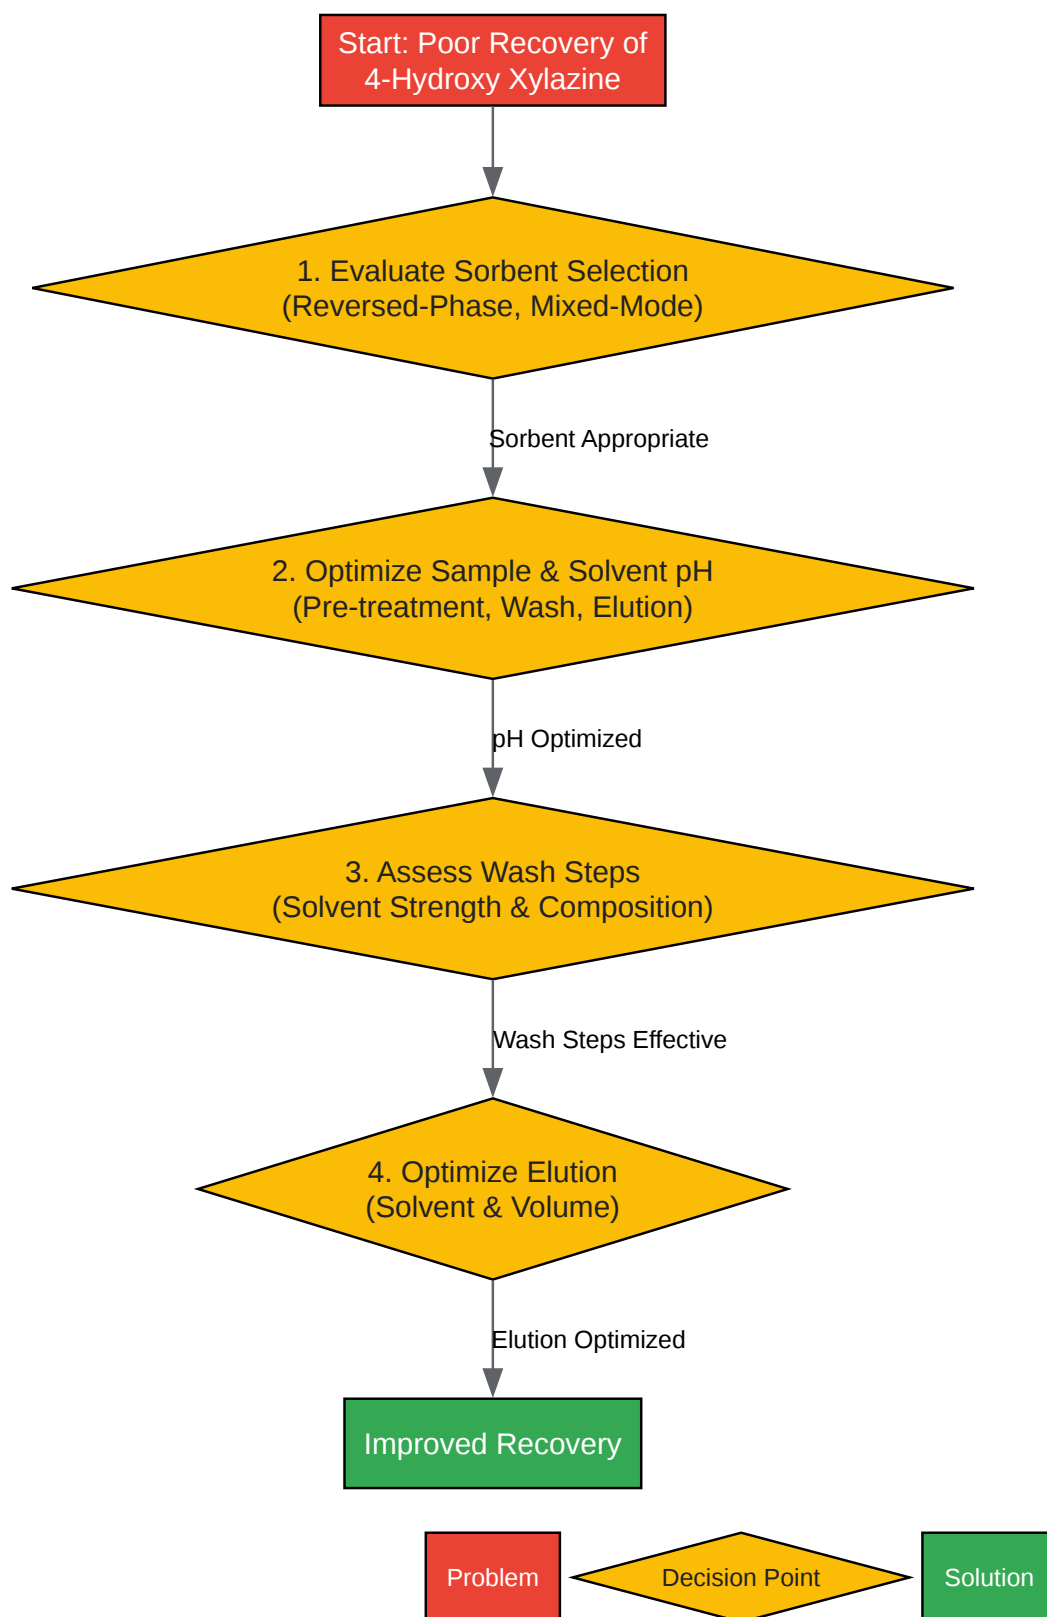 Start: Poor Recovery of
4-Hydroxy Xylazine
1. Evaluate Sorbent Selection
(Reversed-Phase, Mixed-Mode)
Sorbent Appropriate
2. Optimize Sample & Solvent pH
(Pre-treatment, Wash, Elution)
pH Optimized
3. Assess Wash Steps
(Solvent Strength & Composition)
Wash Steps Effective
4. Optimize Elution
(Solvent & Volume)
Elution Optimized
Improved Recovery
Problem
Decision Point
Solution